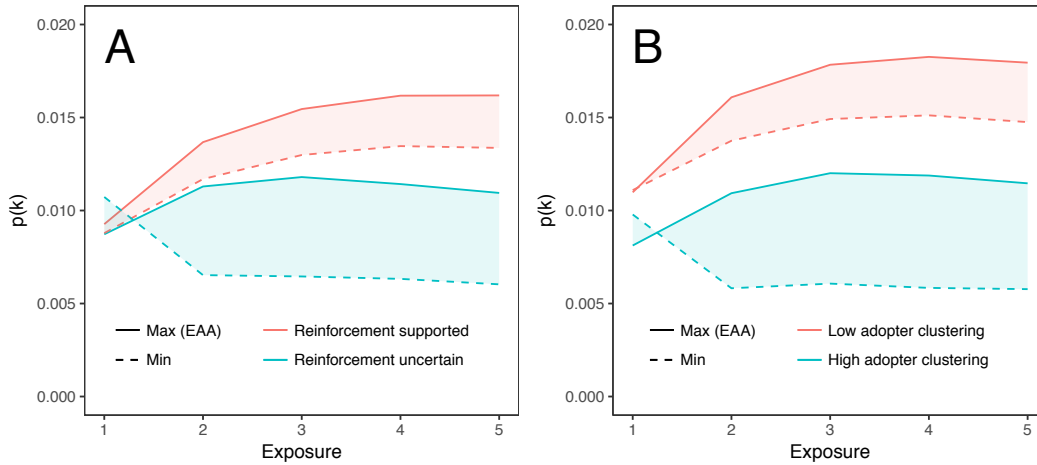 A
0.020
0.015
0.010
0.005
0.000
p(k)
Max (EAA)
Min
Reinforcement supported
Reinforcement uncertain
1 2 3 4 5
Exposure
B
0.020
0.015
0.010
0.005
0.000
p(k)
Max (EAA)
Min
Low adopter clustering
High adopter clustering
1 2 3 4 5
Exposure